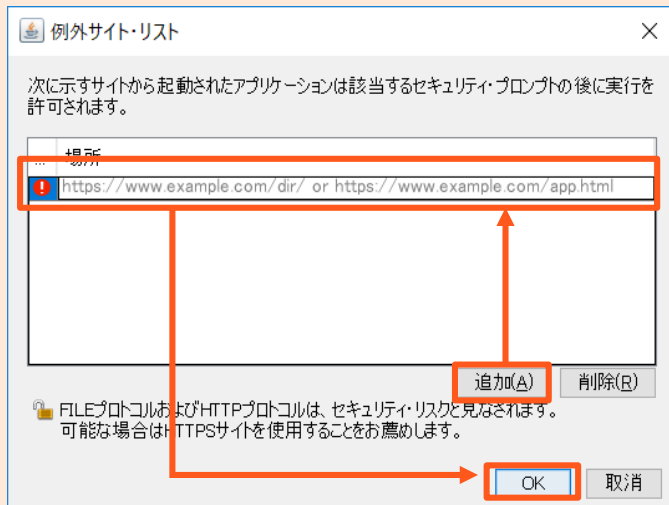 例外サイト・リスト
次に示すサイトから起動されたアプリケーションは該当するセキュリティ・プロンプトの後に実行を
許可されます。
... 場所
https://www.example.com/dir/ or https://www.example.com/app.html
追加(A) 削除(R)
FILEプロトコルおよびHTTPプロトコルは、セキュリティ・リスクと見なされます。
可能な場合はHTTPSサイトを使用することをお薦めします。
OK 取消